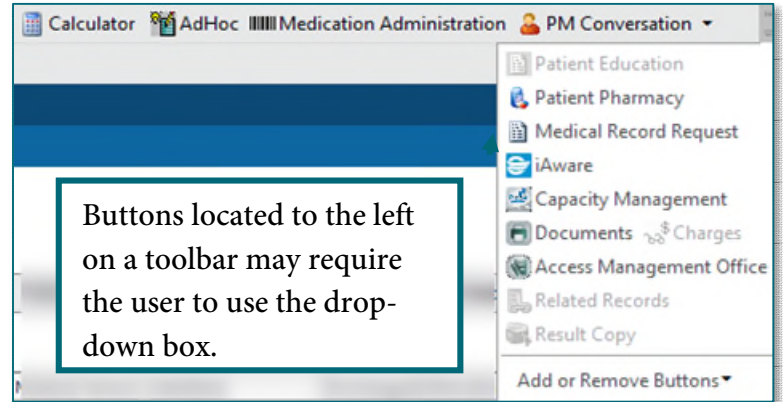 Calculator AdHoc Medication Administration PM Conversation
Patient Education
Patient Pharmacy
Medical Record Request
iAware
Capacity Management
Documents Charges
Access Management Office
Related Records
Result Copy
Add or Remove Buttons
Buttons located to the left
on a toolbar may require
the user to use the drop-
down box.